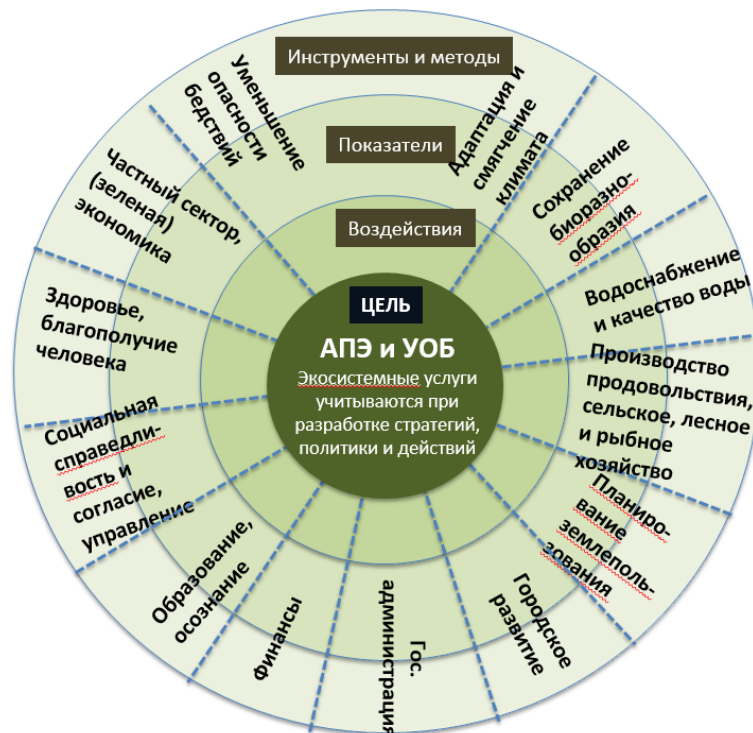 Инструменты и методы
Показатели
Воздействия
ЦЕЛЬ
АПЭ и УОБ
Экосистемные услуги
учитываются при
разработке стратегий,
политики и действий
Уменьшение
опасности
бедствий
Адаптация и
смягчение
климата
Сохранение
биоразно-
образия
Водоснабжение
и качество воды
Производство
продовольствия,
сельское, лесное
и рыбное
хозяйство
Планиро-
вание
землеполь-
зования
Городское
развитие
Гос.
администрация
Финансы
Образование,
осознание
Социальная
справедли-
вость и
согласие,
управление
Здоровье,
благополучие
человека
Частный сектор,
(зеленая)
экономика